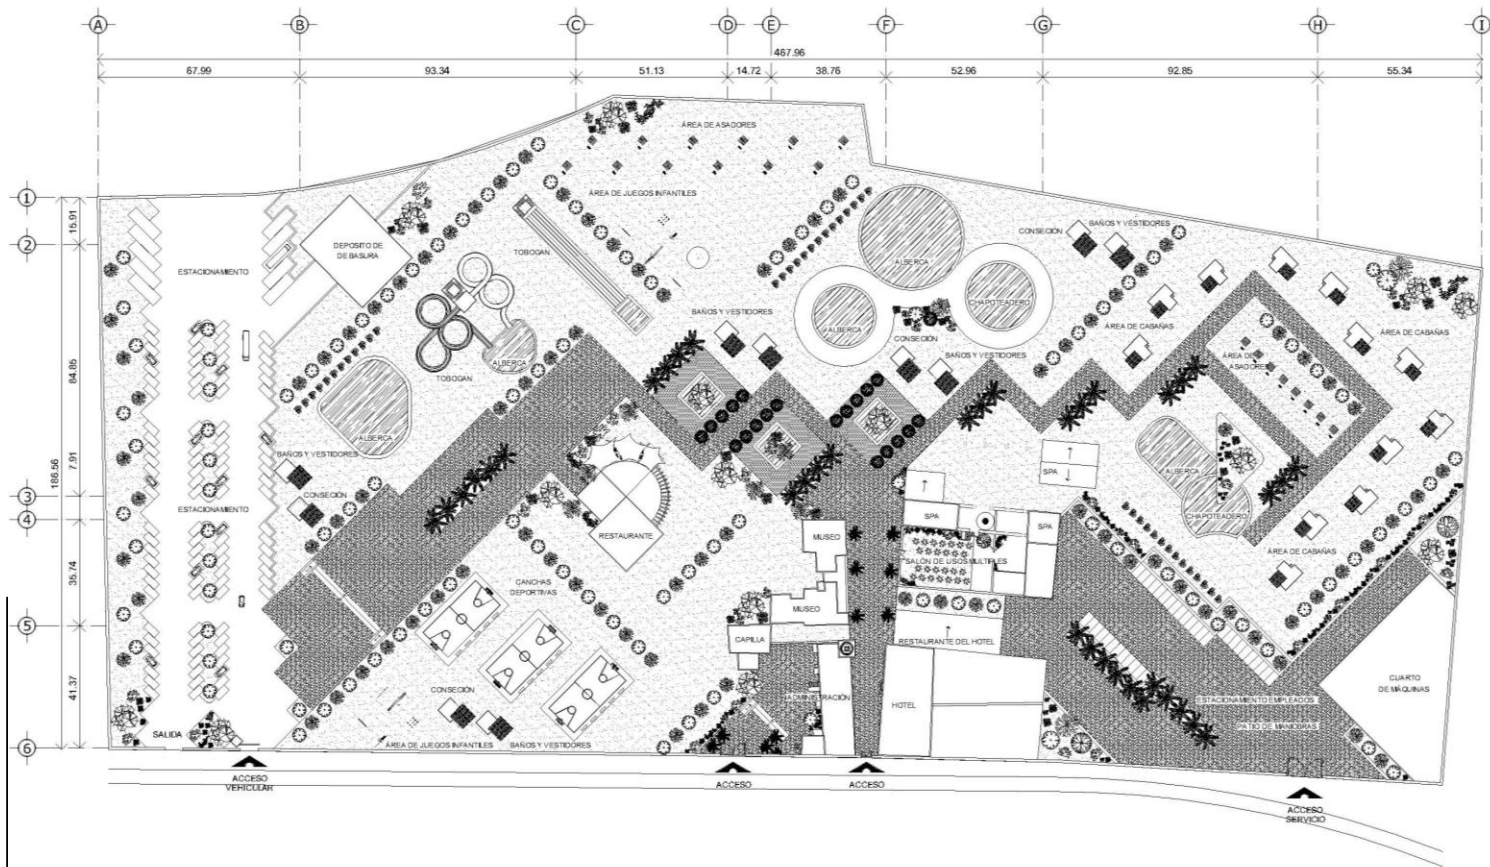 A B C D E F G H I
467.96
67.99 93.34 51.13 14.72 38.76 52.96 92.85 55.34
ÁREA DE ASADORES
ÁREA DE JUEGOS INFANTILES
1
15.91
2
BAÑOS Y VESTIDORES
CONSECIÓN
DEPOSITO DE
DE BASURA
TOBOGAN
ALBERCA
ESTACIONAMIENTO
CHAPOTEADERO
BAÑOS Y VESTIDORES
ALBERCA
ÁREA DE CABAÑAS
ÁREA DE CABAÑAS
CONSECIÓN
BAÑOS Y VESTIDORES
ÁREA DE
ASADORES
ALBERCA
TOBOGAN
84.85
ALBERCA
BAÑOS Y VESTIDORES
7.91
186.56
SPA
ALBERCA
CONSECIÓN
3
ESTACIONAMIENTO
4
SPA
SPA
CHAPOTEADERO
RESTAURANTE
MUSEO
ÁREA DE CABAÑAS
SALÓN DE USOS MULTIPLES
35.74
CANCHAS
DEPORTIVAS
MUSEO
5
CAPILLA
RESTAURANTE DEL HOTEL
41.37
CUARTO
DE MÁQUINAS
CONSECIÓN
ADMINISTRACIÓN
HOTEL
ESTACIONAMIENTO EMPLEADOS
PATIO DE MANIOBRAS
SALIDA
ÁREA DE JUEGOS INFANTILES
BAÑOS Y VESTIDORES
6
ACCESO
VEHICULAR
ACCESO
ACCESO
ACCESO
SERVICIO